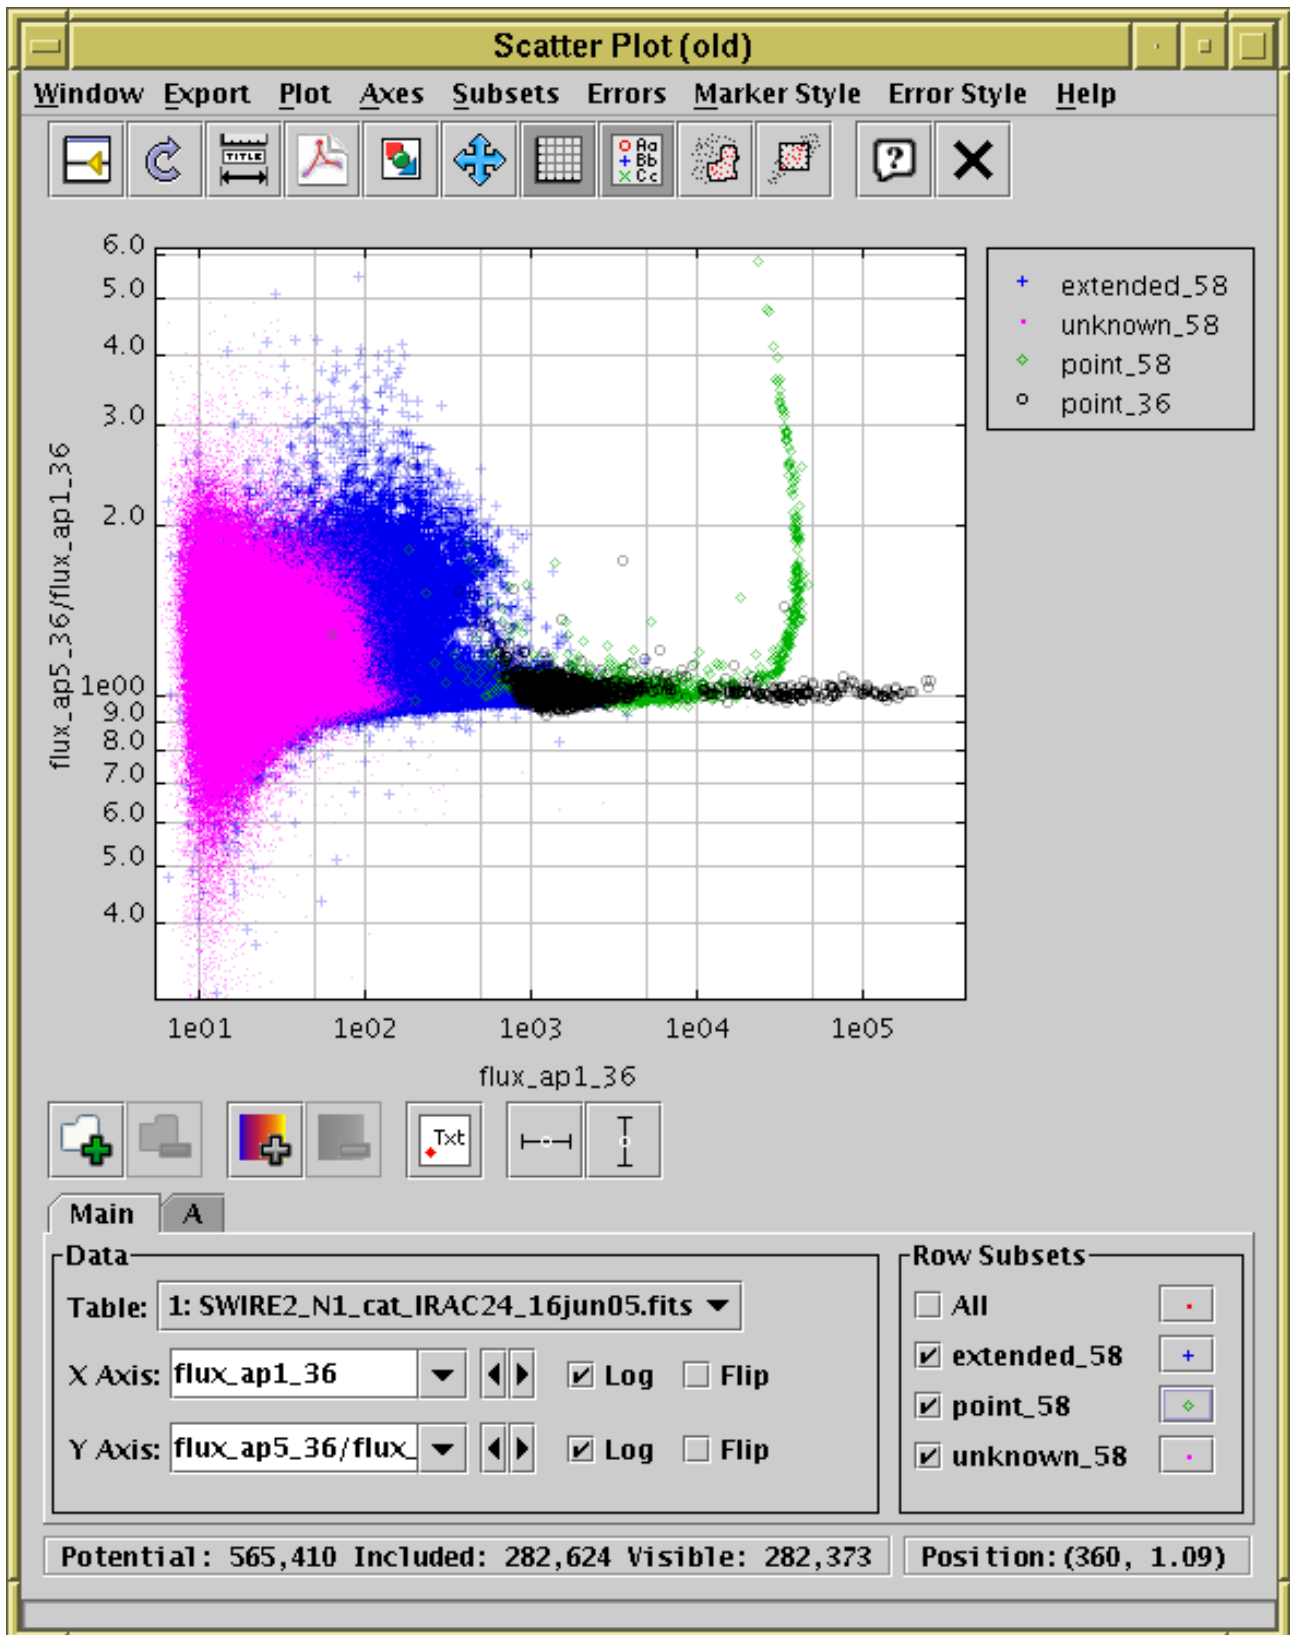 Scatter Plot (old)
Window Export Plot Axes Subsets Errors Marker Style Error Style Help
TITLE
Aa
Bb
Cc
?
6.0
5.0
4.0
3.0
2.0
1e00
9.0
8.0
7.0
6.0
5.0
4.0
flux_ap5_36/flux_ap1_36
extended_58
unknown_58
point_58
point_36
1e01 1e02 1e03 1e04 1e05
flux_ap1_36
Txt
Main A
Data
Table: 1: SWIRE2_N1_cat_IRAC24_16jun05.fits
X Axis: flux_ap1_36 Log Flip
Y Axis: flux_ap5_36/flux_ Log Flip
Row Subsets
All
extended_58
point_58
unknown_58
Potential: 565,410 Included: 282,624 Visible: 282,373 Position:(360, 1.09)